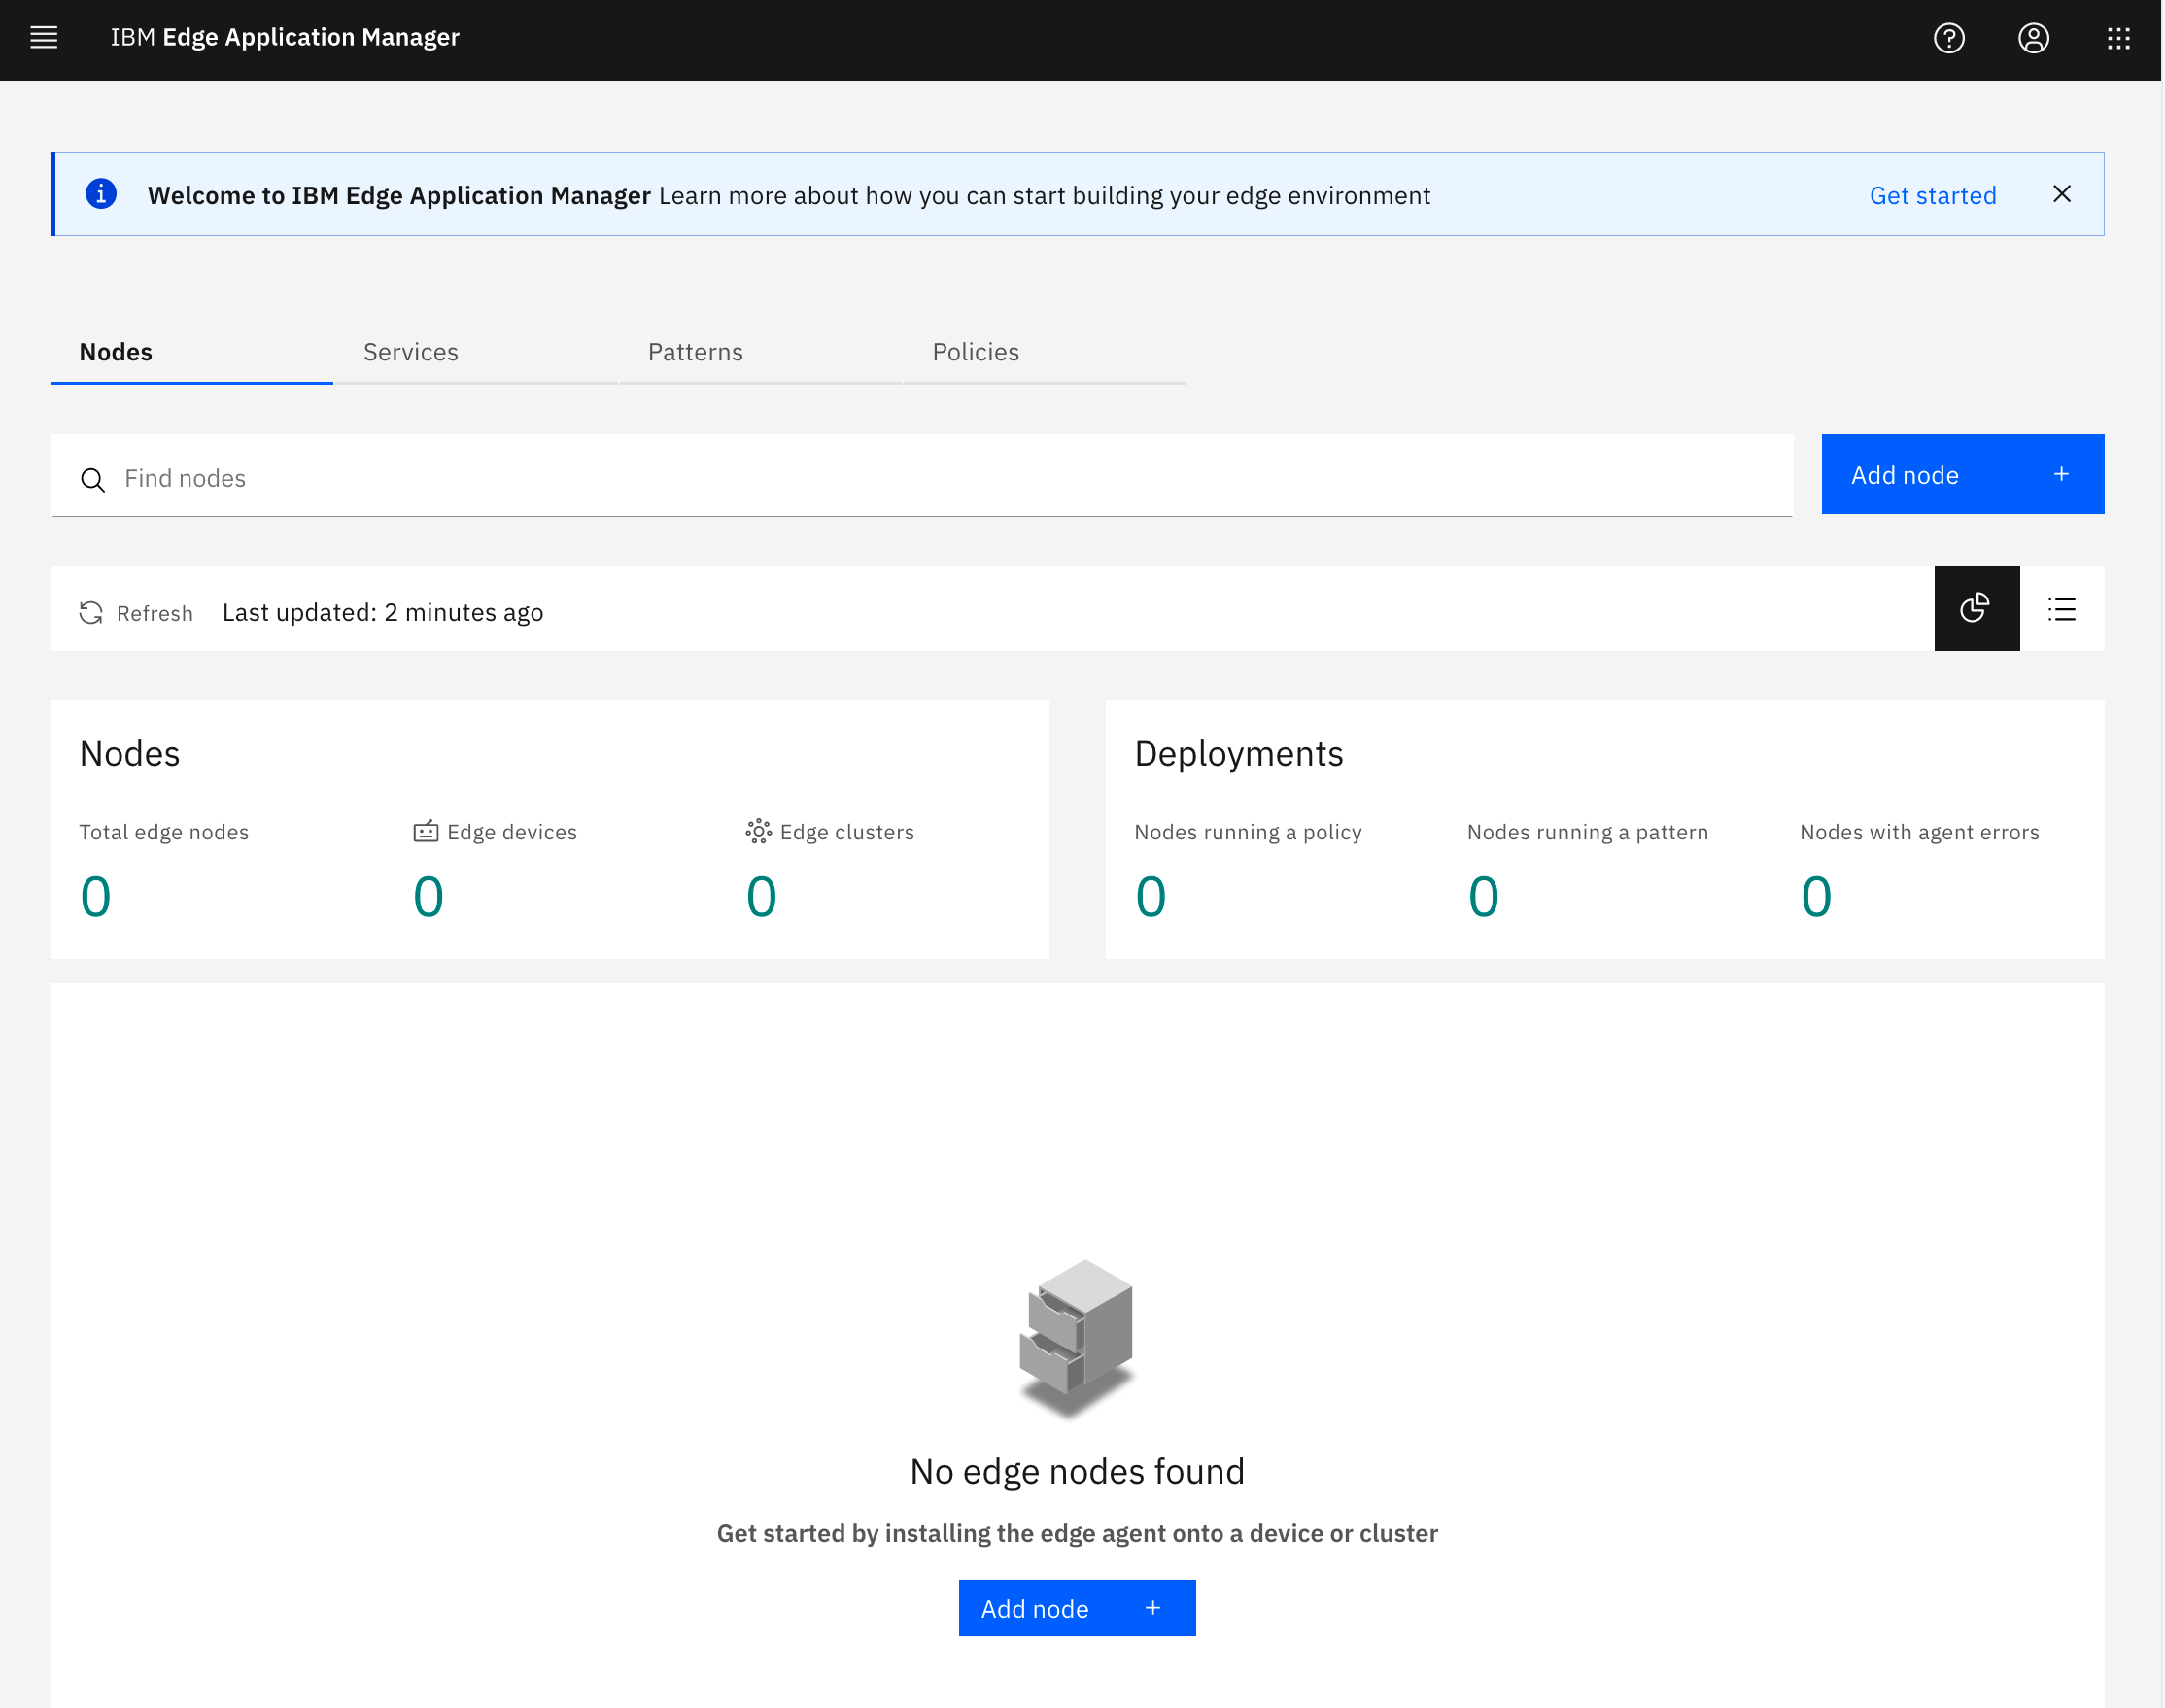 IBM Edge Application Manager
Welcome to IBM Edge Application Manager Learn more about how you can start building your edge environment Get started
Nodes Services Patterns Policies
Find nodes Add node +
Refresh Last updated: 2 minutes ago
Nodes
Total edge nodes Edge devices Edge clusters
0 0 0
Deployments
Nodes running a policy Nodes running a pattern Nodes with agent errors
0 0 0
No edge nodes found
Get started by installing the edge agent onto a device or cluster
Add node +